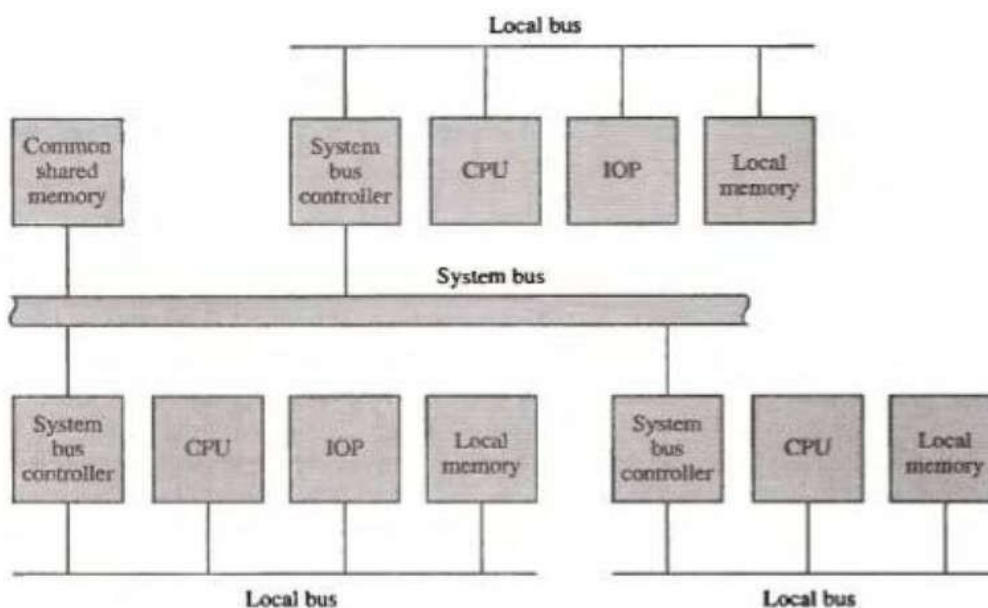 Local bus
Common
shared
memory
System
bus
controller
CPU
IOP
Local
memory
System bus
System
bus
controller
CPU
IOP
Local
memory
System
bus
controller
CPU
Local
memory
Local bus
Local bus